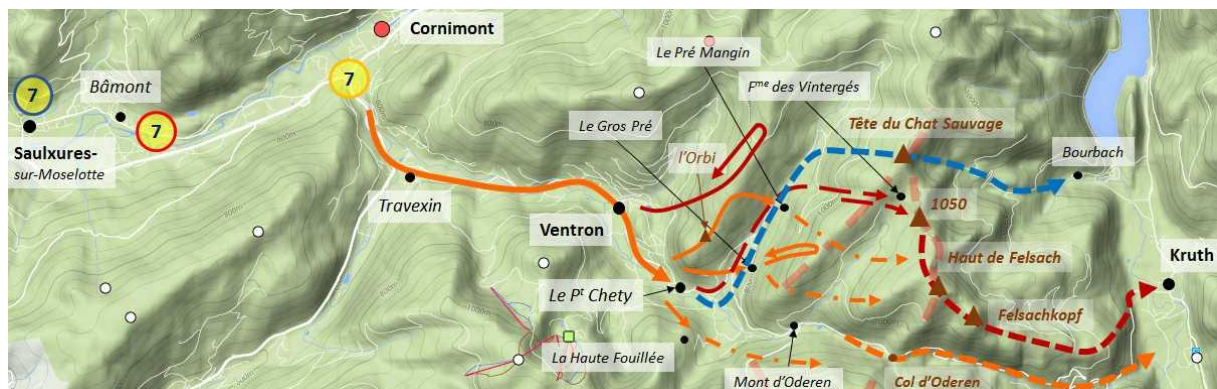 Cornimont
Le Pré Mangin
7
Fme des Vintergés
Bâmont
7
7
Le Gros Pré
Tête du Chat Sauvage
Saulxures-
sur-Moselotte
l'Orbi
Bourbach
Travexin
1050
Ventron
Haut de Felsach
Kruth
Le Pt Chety
Felsachkopf
La Haute Fouillée
Mont d'Oderen
Col d'Oderen